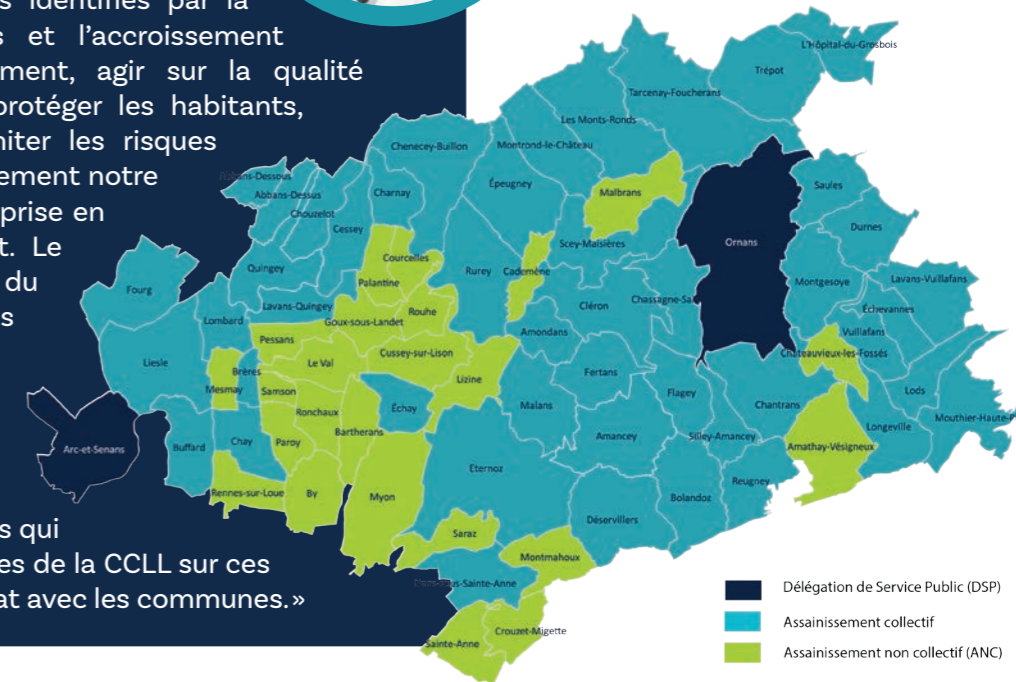 s identifiés par la
s et l’accroissement
ment, agir sur la qualité
protéger les habitants,
niter les risques
ement notre
prise en
t. Le
du
s
s qui
es de la CCLL sur ces
at avec les communes.»
L'Hôpital-du-Grosbois
Trépot
Tarcenay-Foucherans
Les Monts-Ronds
Montrond-le-Château
Chenecey-Buillon
Abbans-Dessous
Abbans-Dessus
Charnay
Épeugney
Malbrans
Saules
Chouzelot
Cessey
Durnes
Scey-Maisières
Ornans
Courcelles
Quingey
Rurey
Cademène
Palantine
Montgesoye
Lavans-Vuillafans
Fourg
Lavans-Quingey
Rouhe
Cléron
Chassagne-Sa
Échevannes
Lombard
Goux-sous-Landet
Amondans
Vuillafans
Pessans
Cussey-sur-Lison
Châteauvieux-les-Fossés
Liesle
Le Val
Brères
Lizine
Fertans
Mesmay
Samson
Flagey
Lods
Ronchaux
Échay
Malans
Chantrans
Mouthier-Haute-P
Bartherans
Longeville
Arc-et-Senans
Buffard
Chay
Paroy
Amancey
Silley-Amancey
Amathay-Vésigneux
Eternoz
Reugney
Rennes-sur-Loue
By
Myon
Bolandoz
Déservillers
Saraz
Montmahoux
-sous-Sainte-Anne
Crouzet-Migette
Sainte-Anne
Délégation de Service Public (DSP)
Assainissement collectif
Assainissement non collectif (ANC)